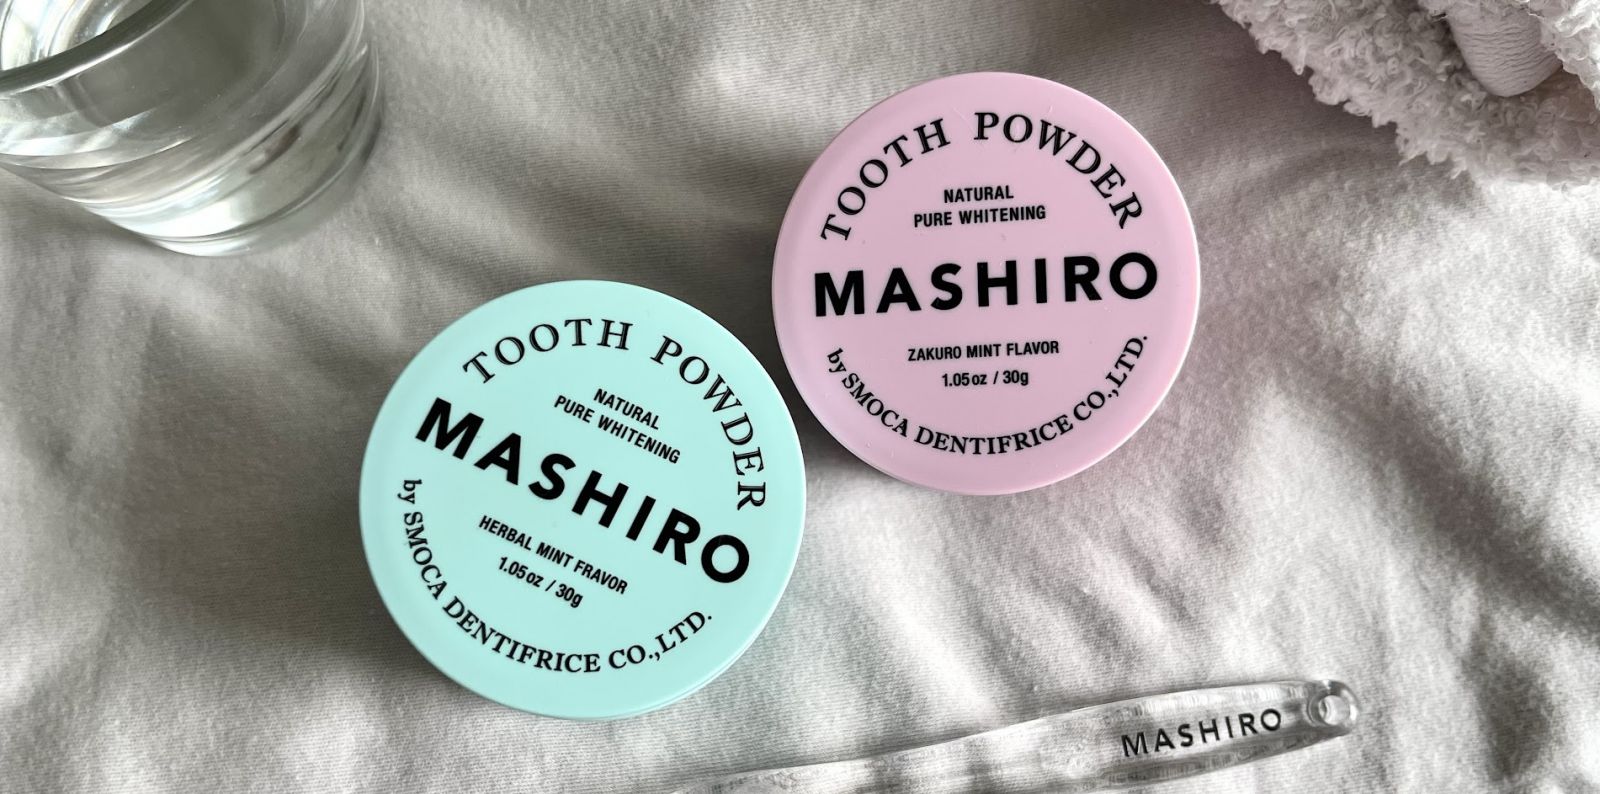 TOOTH POWDER
NATURAL
PURE WHITENING
MASHIRO
HERBAL MINT FRAVOR
1.05oz / 30g
by SMOCA DENTIFRICE CO.,LTD.
TOOTH POWDER
NATURAL
PURE WHITENING
MASHIRO
ZAKURO MINT FLAVOR
1.05oz / 30g
by SMOCA DENTIFRICE CO.,LTD.
MASHIRO